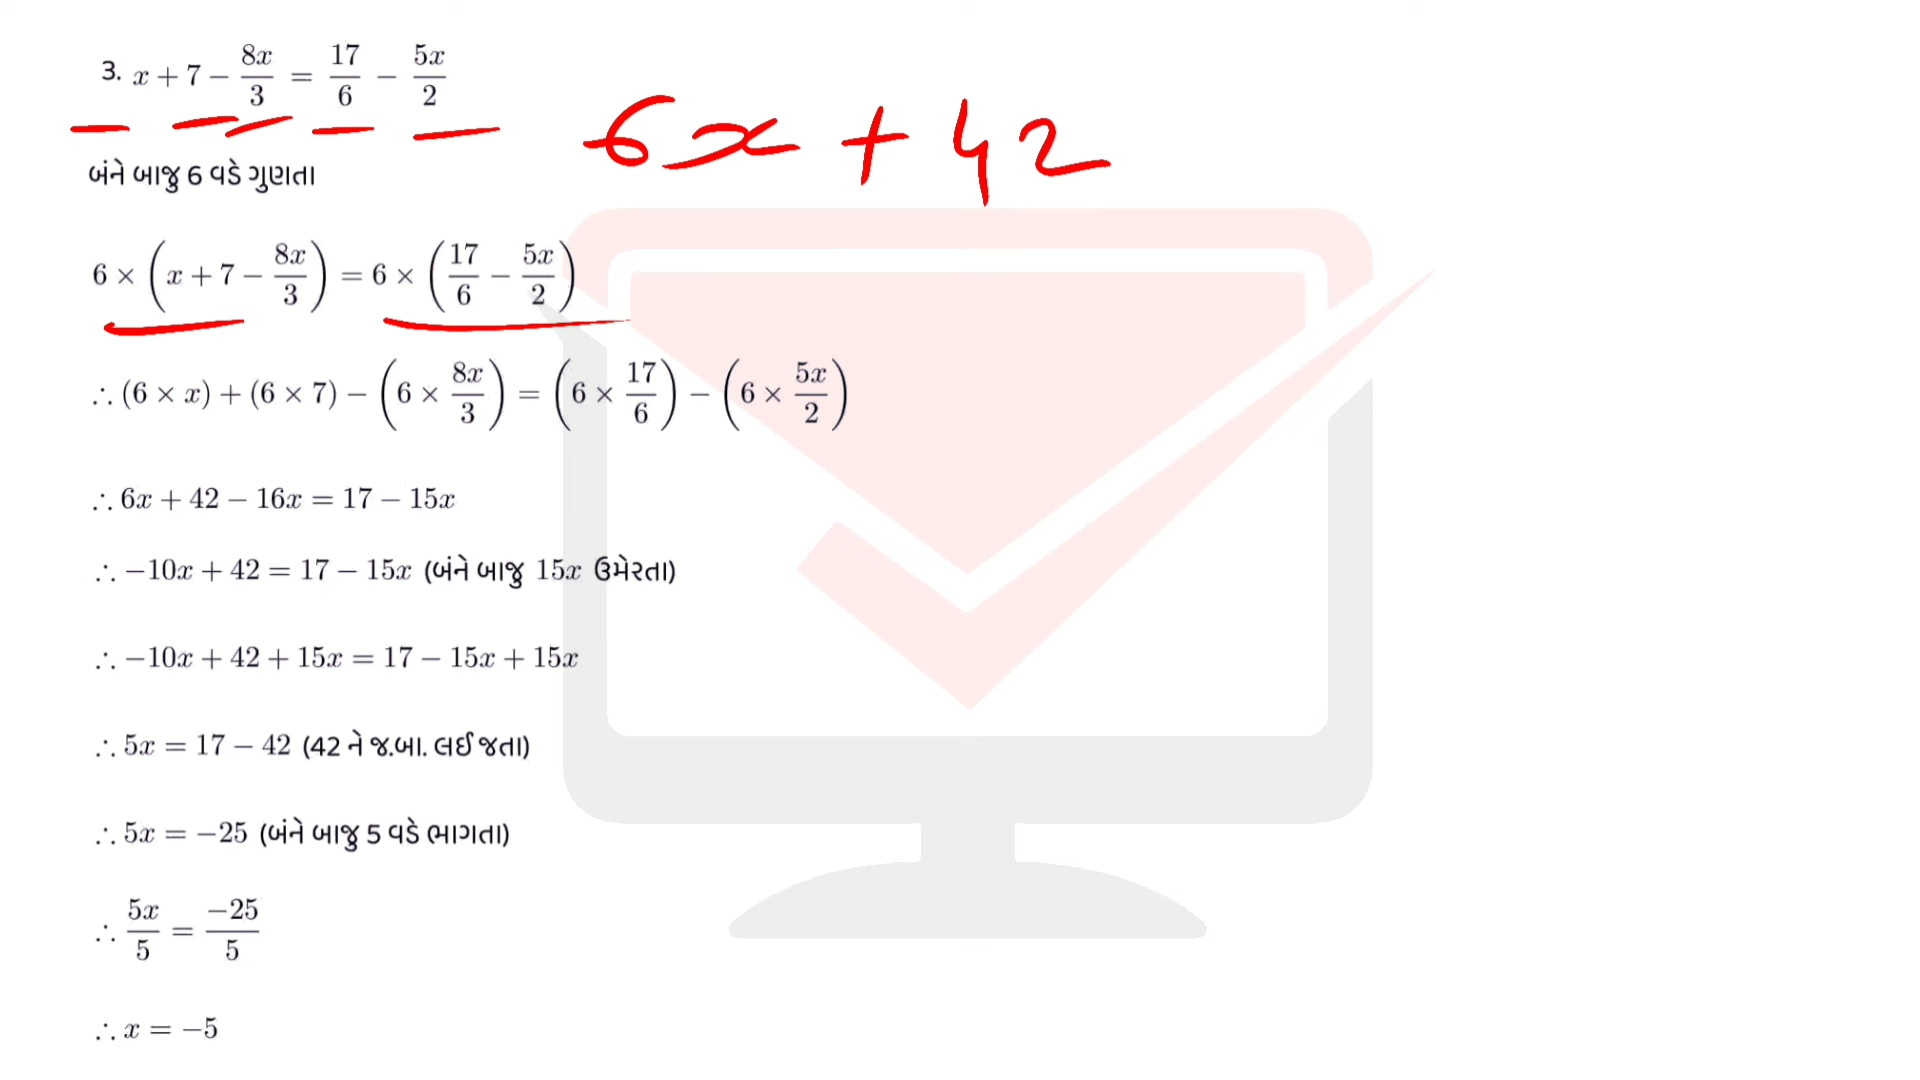 3. x + 7 − 8x/3 = 17/6 − 5x/2
6x + 42
બંને બાજુ 6 વડે ગુણતા
6 × (x + 7 − 8x/3) = 6 × (17/6 − 5x/2)
∴ (6 × x) + (6 × 7) − (6 × 8x/3) = (6 × 17/6) − (6 × 5x/2)
∴ 6x + 42 − 16x = 17 − 15x
∴ −10x + 42 = 17 − 15x (બંને બાજુ 15x ઉમેરતા)
∴ −10x + 42 + 15x = 17 − 15x + 15x
∴ 5x = 17 − 42 (42 ને જ.બા. લઈ જતા)
∴ 5x = −25 (બંને બાજુ 5 વડે ભાગતા)
∴ 5x/5 = −25/5
∴ x = −5